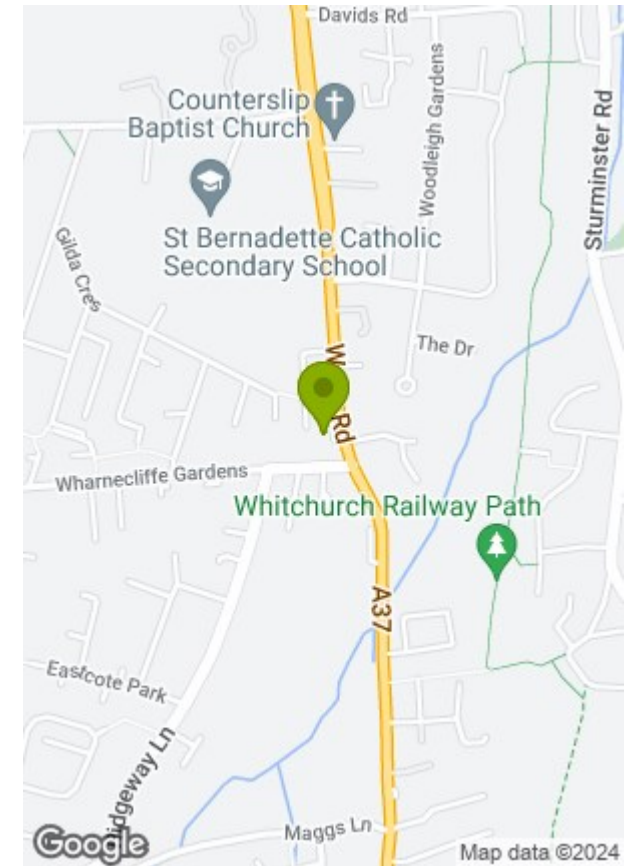 Davids Rd
Counterslip
Baptist Church
Woodleigh Gardens
Sturminster Rd
St Bernadette Catholic
Secondary School
Gilda Cres
The Dr
Rd
Wharnecliffe Gardens
Whitchurch Railway Path
A37
Eastcote Park
idgeway Ln
Maggs Ln
Google
Map data ©2024